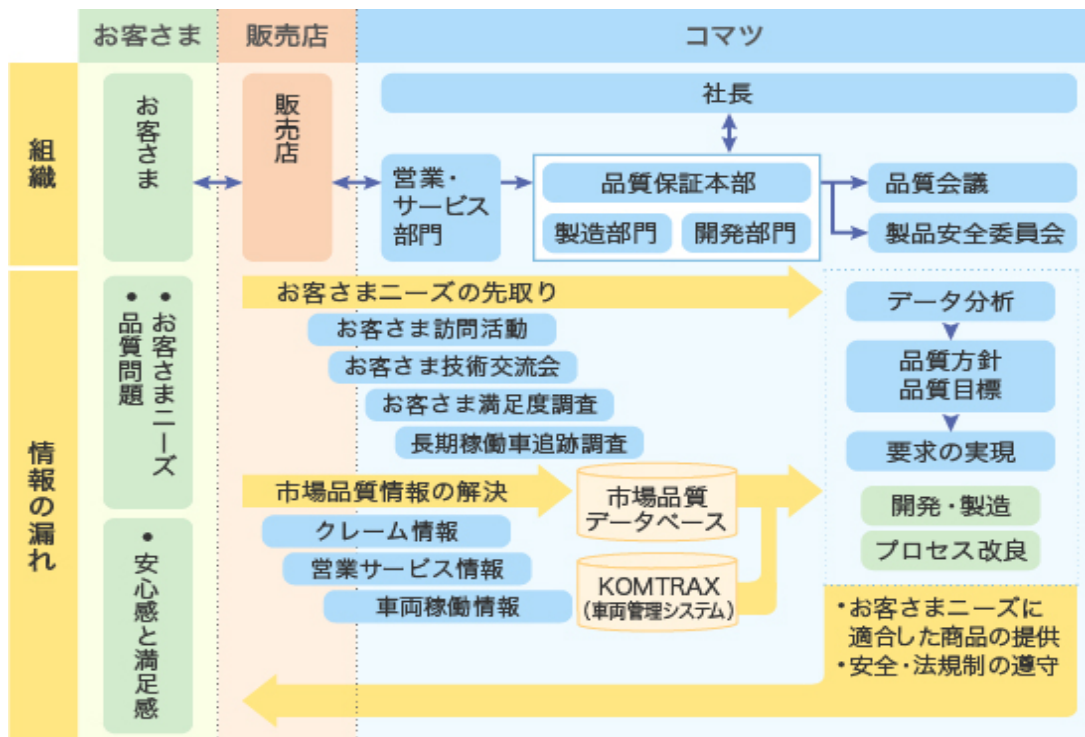 お客さま
販売店
コマツ
組織
お客さま
販売店
社長
営業・
サービス
部門
品質保証本部
製造部門
開発部門
品質会議
製品安全委員会
情報の漏れ
・お客さまニーズ
・品質問題
・安心感と満足感
お客さまニーズの先取り
お客さま訪問活動
お客さま技術交流会
お客さま満足度調査
長期稼働車追跡調査
市場品質情報の解決
クレーム情報
営業サービス情報
車両稼働情報
市場品質
データベース
KOMTRAX
(車両管理システム)
データ分析
品質方針
品質目標
要求の実現
開発・製造
プロセス改良
・お客さまニーズに
適合した商品の提供
・安全・法規制の遵守